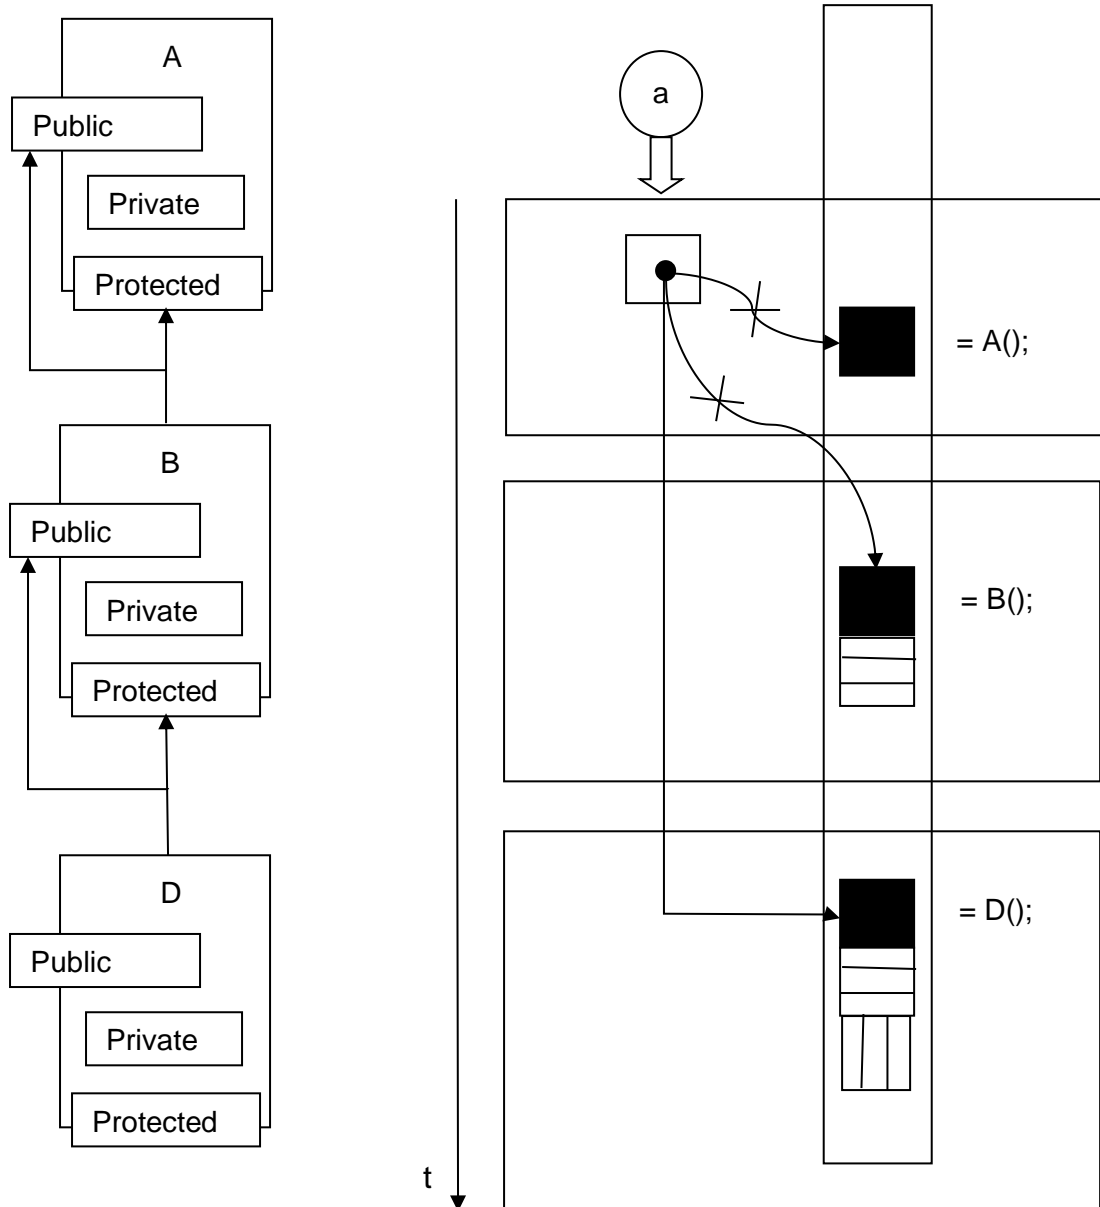 A
Public
Private
Protected
B
Public
Private
Protected
D
Public
Private
Protected
a
= A();
= B();
= D();
t